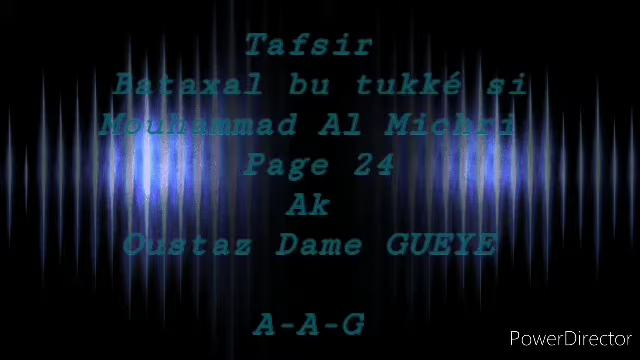 Tafsir
Bataxal bu tukké si
Mouhammad Al Michri
Page 24
Ak
Oustaz Dame GUEYE
A-A-G
PowerDirector